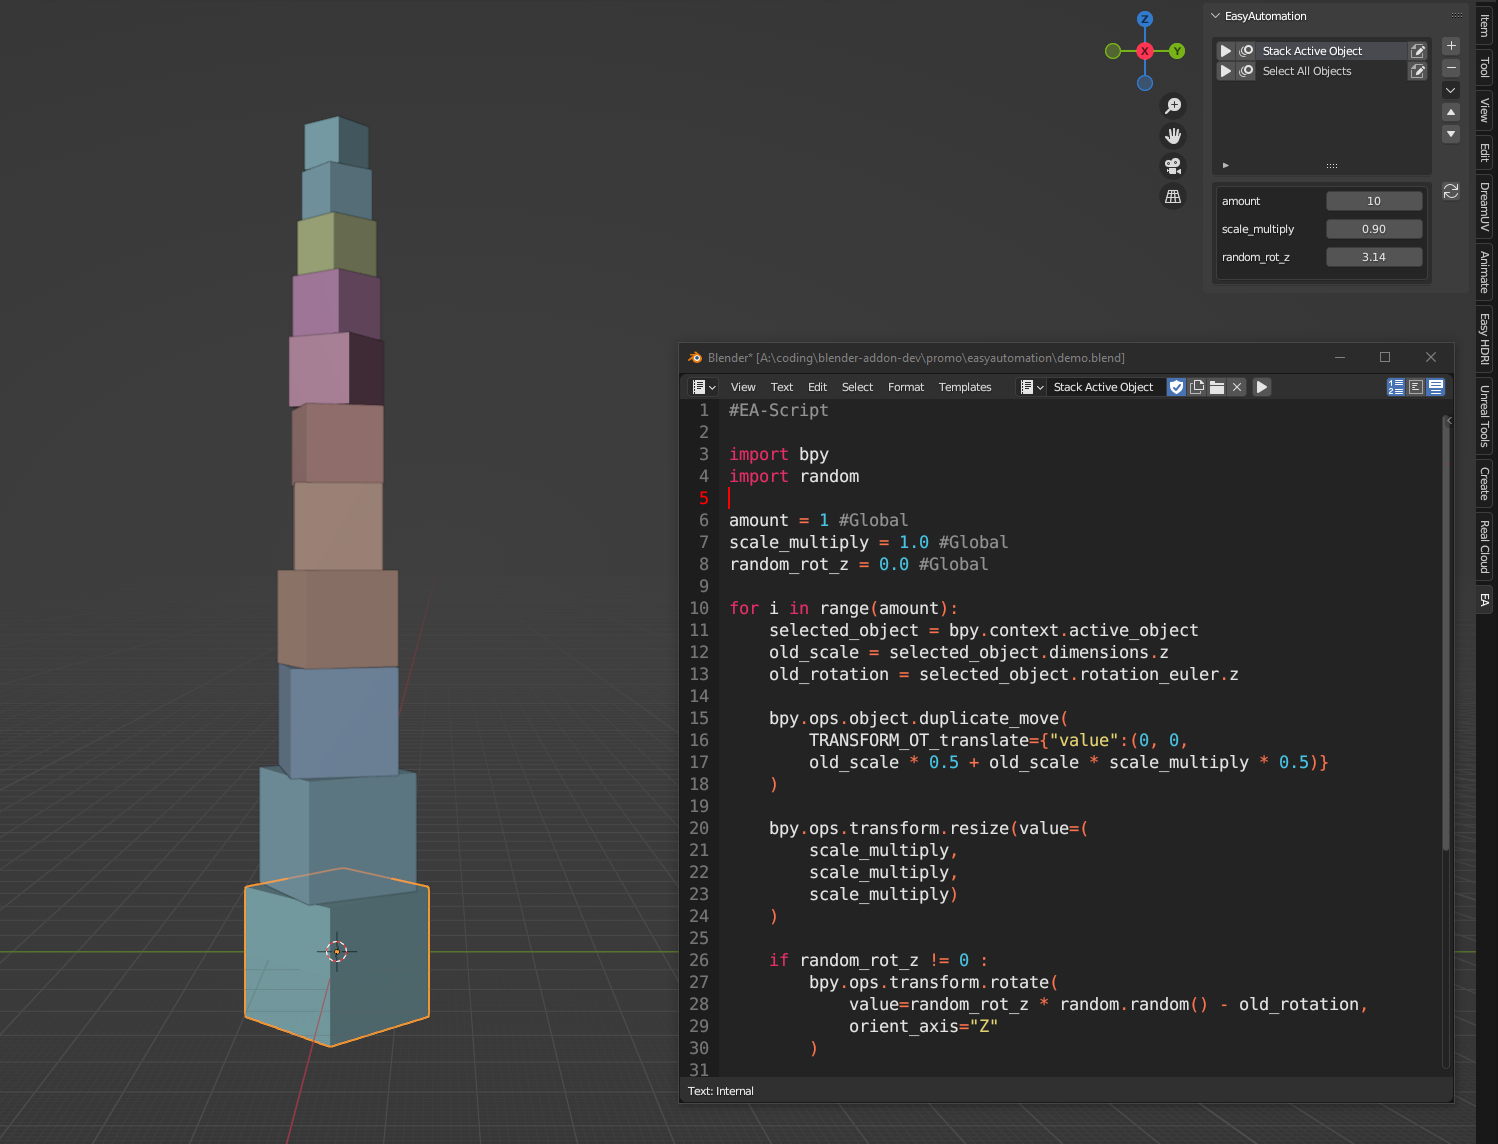 Z
X
Y
EasyAutomation
Stack Active Object
Select All Objects
amount 10
scale_multiply 0.90
random_rot_z 3.14
Item
Tool
View
Edit
DreamUV
Animate
Easy HDRI
Unreal Tools
Create
Real Cloud
EA
Blender* [A:\coding\blender-addon-dev\promo\easyautomation\demo.blend]
View Text Edit Select Format Templates Stack Active Object
1 #EA-Script
2
3 import bpy
4 import random
5
6 amount = 1 #Global
7 scale_multiply = 1.0 #Global
8 random_rot_z = 0.0 #Global
9
10 for i in range(amount):
11     selected_object = bpy.context.active_object
12     old_scale = selected_object.dimensions.z
13     old_rotation = selected_object.rotation_euler.z
14
15     bpy.ops.object.duplicate_move(
16         TRANSFORM_OT_translate={"value":(0, 0,
17         old_scale * 0.5 + old_scale * scale_multiply * 0.5)}
18     )
19
20     bpy.ops.transform.resize(value=(
21         scale_multiply,
22         scale_multiply,
23         scale_multiply)
24     )
25
26     if random_rot_z != 0 :
27         bpy.ops.transform.rotate(
28             value=random_rot_z * random.random() - old_rotation,
29             orient_axis="Z"
30         )
31
Text: Internal